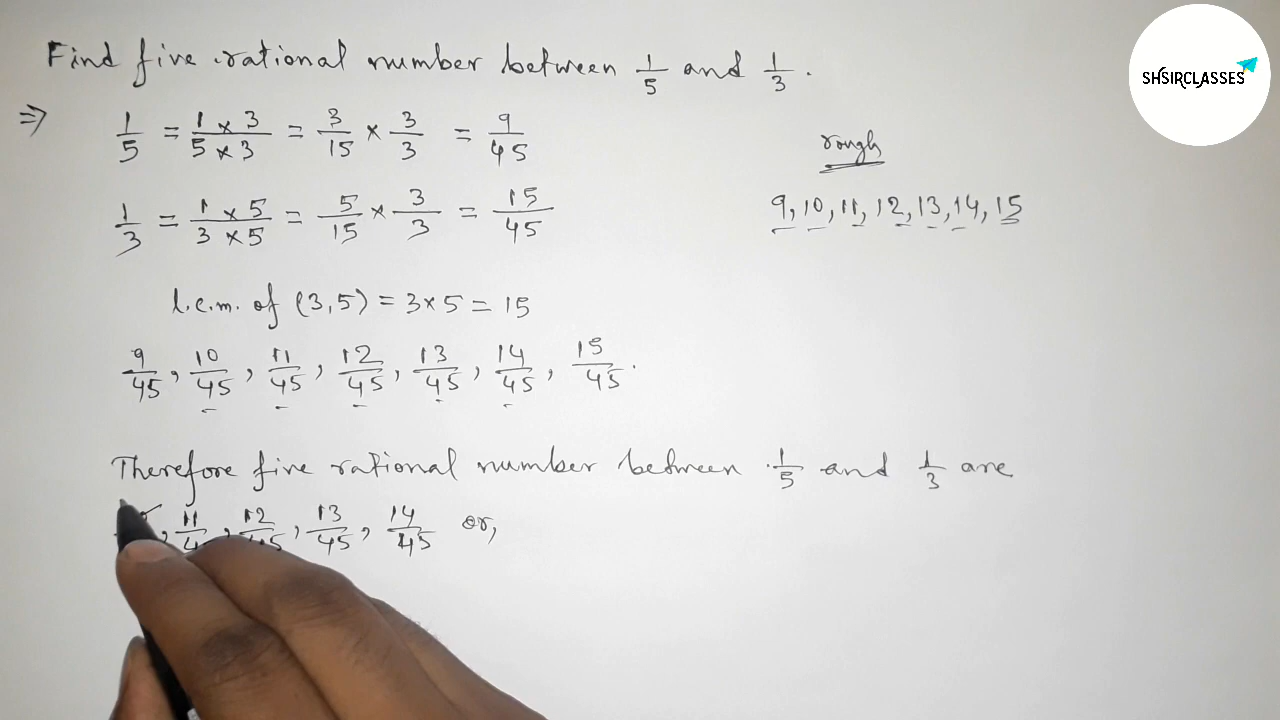 Find five rational number between 1/5 and 1/3.
SHSIRCLASSES
⇒ 1/5 = 1 × 3 / 5 × 3 = 3/15 × 3/3 = 9/45
rough
9, 10, 11, 12, 13, 14, 15
1/3 = 1 × 5 / 3 × 5 = 5/15 × 3/3 = 15/45
l.c.m. of (3,5) = 3×5 = 15
9/45, 10/45, 11/45, 12/45, 13/45, 14/45, 15/45.
Therefore five rational number between 1/5 and 1/3 are
, 11/4, 12/45, 13/45, 14/45 or,